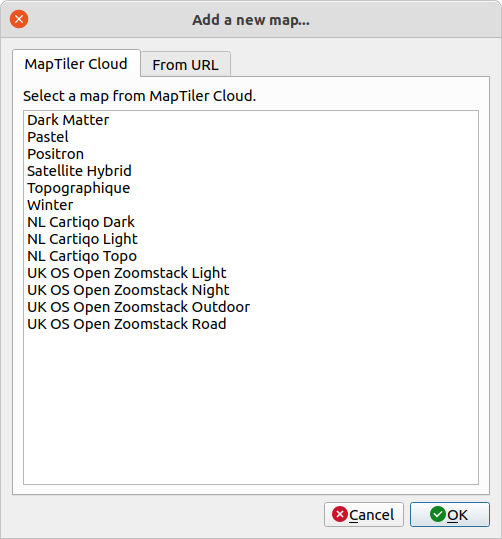 Add a new map...
MapTiler Cloud
From URL
Select a map from MapTiler Cloud.
Dark Matter
Pastel
Positron
Satellite Hybrid
Topographique
Winter
NL Cartiqo Dark
NL Cartiqo Light
NL Cartiqo Topo
UK OS Open Zoomstack Light
UK OS Open Zoomstack Night
UK OS Open Zoomstack Outdoor
UK OS Open Zoomstack Road
Cancel
OK